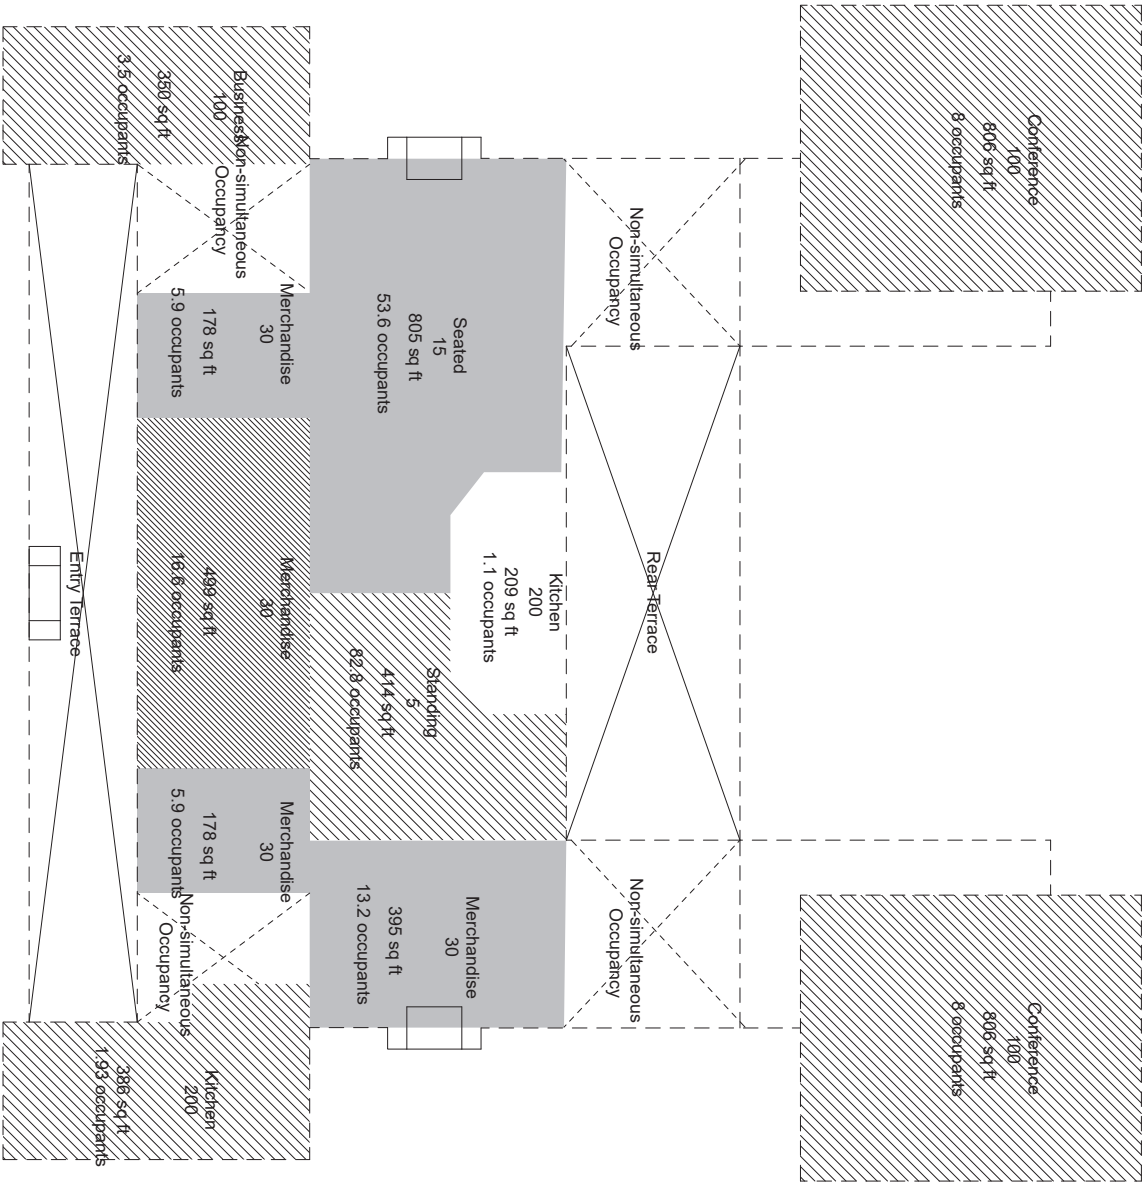 Conference
100
806 sq ft
8 occupants
Business
100
350 sq ft
3.5 occupants
Non-simultaneous
Occupancy
Non-simultaneous
Occupancy
Merchandise
30
178 sq ft
5.9 occupants
Seated
15
805 sq ft
53.6 occupants
Rear Terrace
Kitchen
200
209 sq ft
1.1 occupants
Merchandise
30
499 sq ft
16.6 occupants
Entry Terrace
Standing
5
414 sq ft
82.8 occupants
Merchandise
30
178 sq ft
5.9 occupants
Merchandise
30
395 sq ft
13.2 occupants
Non-simultaneous
Occupancy
Non-simultaneous
Occupancy
Conference
100
806 sq ft
8 occupants
Kitchen
200
386 sq ft
1.93 occupants